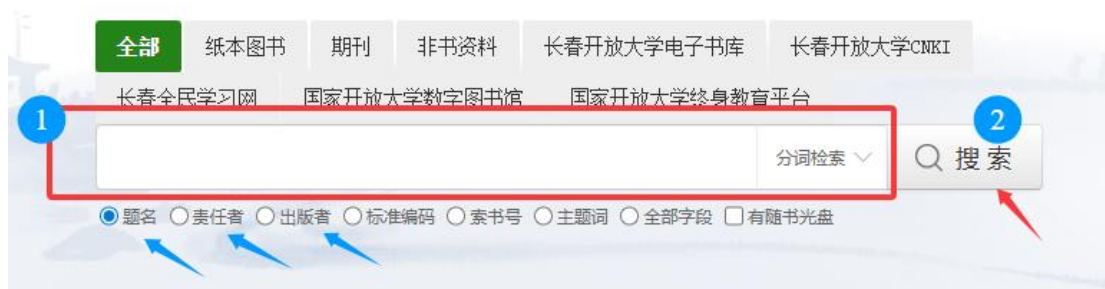 全部 纸本图书 期刊 非书资料 长春开放大学电子书库 长春开放大学CNKI
长春全民学习网 国家开放大学数字图书馆 国家开放大学终身教育平台
1
2
分词检索 搜索
题名 责任者 出版者 标准编码 索书号 主题词 全部字段 有随书光盘